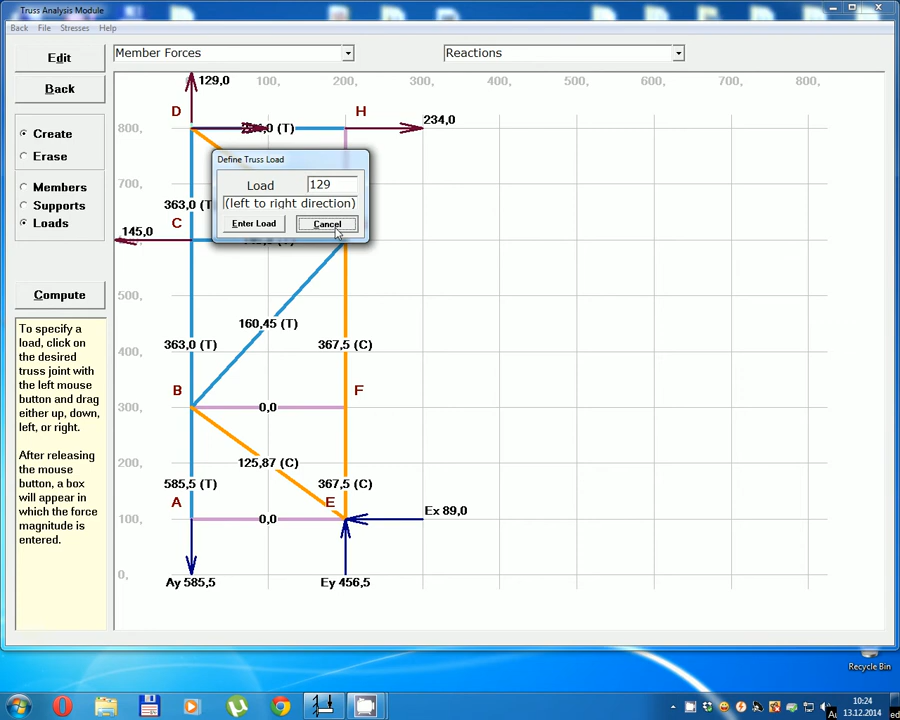 Truss Analysis Module
Back File Stresses Help
Edit
Member Forces
Reactions
Back
129,0
100, 200, 300, 400, 500, 600, 700, 800,
D
H
234,0
Create
Erase
800,
,0 (T)
Define Truss Load
Load 129
(left to right direction)
Enter Load Cancel
Members
Supports
Loads
700,
363,0 (T
C
145,0
Compute
500,
To specify a
load, click on
the desired
truss joint with
the left mouse
button and drag
either up, down,
left, or right.
After releasing
the mouse
button, a box
will appear in
which the force
magnitude is
entered.
160,45 (T)
400,
363,0 (T)
367,5 (C)
B
F
300,
0,0
200,
125,87 (C)
585,5 (T)
367,5 (C)
A
E
Ex 89,0
100,
0,0
0,
Ay 585,5
Ey 456,5
Recycle Bin
10:24
13.12.2014